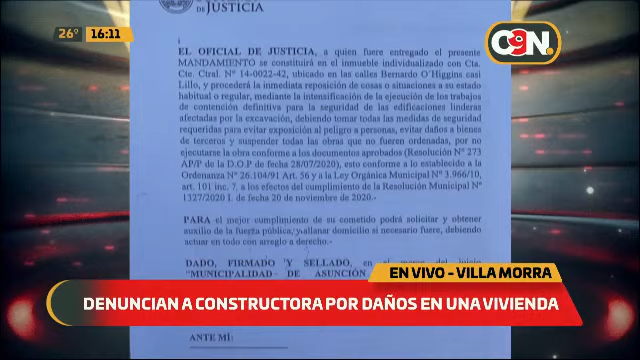 26°
16:11
C9N.
DE JUSTICIA
EL OFICIAL DE JUSTICIA, a quien fuere entregado el presente
MANDAMIENTO se constituirá en el inmueble individualizado con Cta.
Cte. Ctral. N° 14-0022-42, ubicado en las calles Bernardo O'Higgins casi
Lillo, y procederá la inmediata reposición de cosas o situaciones a su estado
habitual o regular, mediante la intensificación de la ejecución de los trabajos
de contención definitiva para la seguridad de las edificaciones linderas
afectadas por la excavación, debiendo tomar todas las medidas de seguridad
requeridas para evitar exposición al peligro a personas, evitar daños a bienes
de terceros y suspender todas las obras que no fueren ordenadas, por no
ejecutarse la obra conforme a los documentos aprobados (Resolución N° 273
AP/P de la D.O.P de fecha 28/07/2020), esto conforme a lo establecido a la
Ordenanza N° 26.104/91 Art. 56 y a la Ley Orgánica Municipal N° 3.966/10,
art. 101 inc. 7, a los efectos del cumplimiento de la Resolución Municipal N°
1327/2020 I. de fecha 20 de noviembre de 2020.-
PARA el mejor cumplimiento de su cometido podrá solicitar y obtener
auxilio de la fuerza pública, y allanar domicilio si necesario fuere, debiendo
actuar en todo con arreglo a derecho.-
DADO, FIRMADO Y SELLADO, en
"MUNICIPALIDAD DE ASUNCIÓN
EN VIVO - VILLA MORRA
DENUNCIAN A CONSTRUCTORA POR DAÑOS EN UNA VIVIENDA
ANTE MÍ: